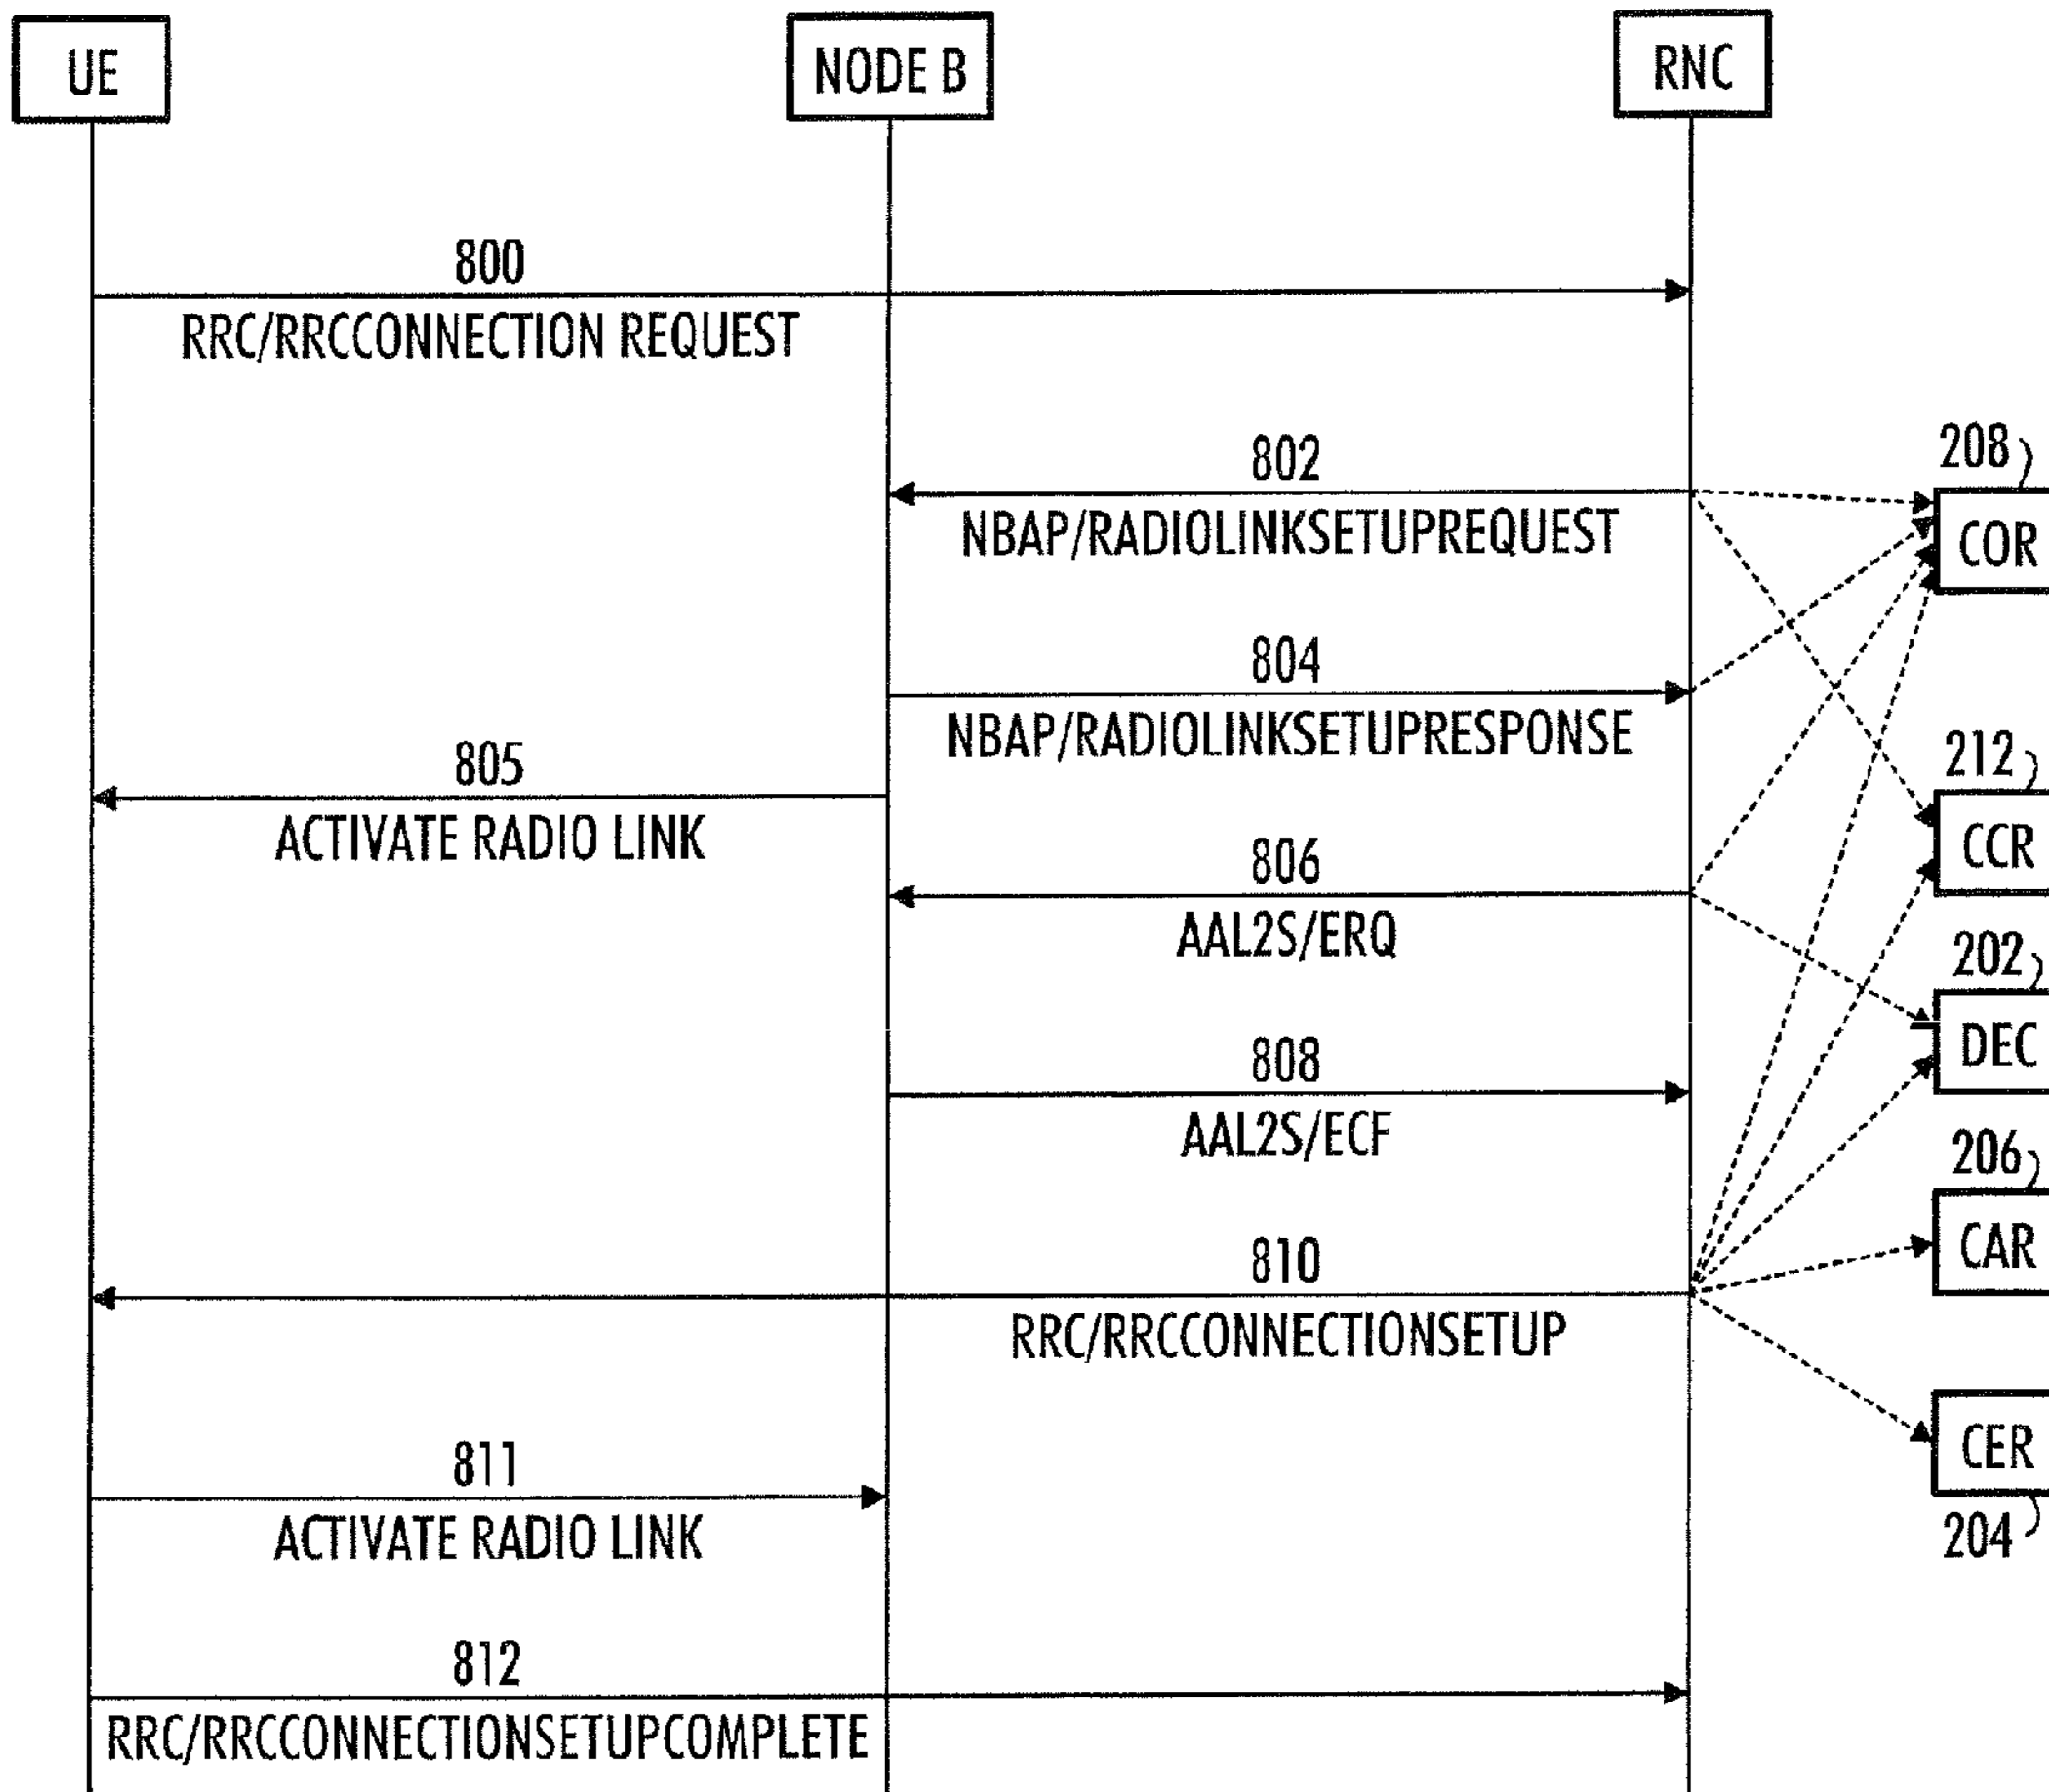 UE
NODE B
RNC
800
RRC/RRCCONNECTION REQUEST
208
802
COR
NBAP/RADIOLINKSETUPREQUEST
804
NBAP/RADIOLINKSETUPRESPONSE
212
805
ACTIVATE RADIO LINK
CCR
806
AAL2S/ERQ
202
DEC
808
AAL2S/ECF
206
CAR
810
RRC/RRCCONNECTIONSETUP
CER
811
ACTIVATE RADIO LINK
204
812
RRC/RRCCONNECTIONSETUPCOMPLETE